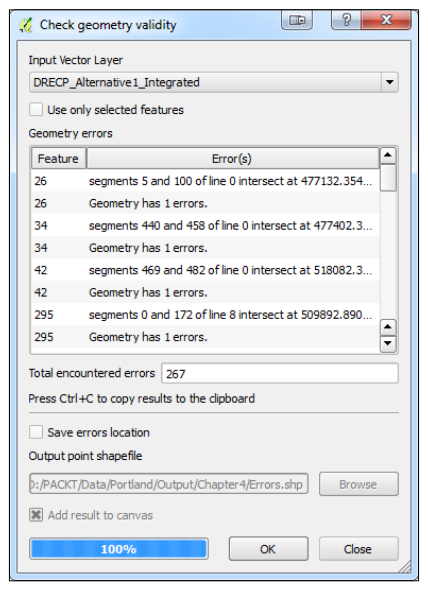 Check geometry validity
Input Vector Layer
DRECP_Alternative1_Integrated
Use only selected features
Geometry errors
Feature Error(s)
26 segments 5 and 100 of line 0 intersect at 477132.354...
26 Geometry has 1 errors.
34 segments 440 and 458 of line 0 intersect at 477402.3...
34 Geometry has 1 errors.
42 segments 469 and 482 of line 0 intersect at 518082.3...
42 Geometry has 1 errors.
295 segments 0 and 172 of line 8 intersect at 509892.890...
295 Geometry has 1 errors.
Total encountered errors 267
Press Ctrl+C to copy results to the clipboard
Save errors location
Output point shapefile
D:/PACKT/Data/Portland/Output/Chapter4/Errors.shp Browse
Add result to canvas
100% OK Close